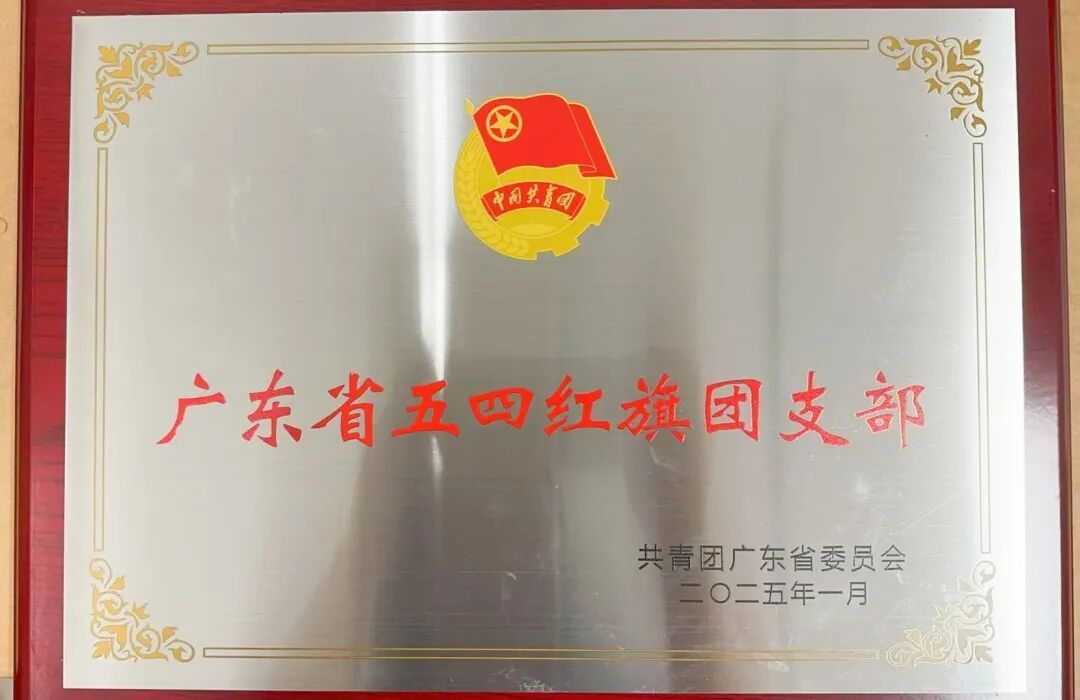 中国共青团
广东省五四红旗团支部
共青团广东省委员会
二〇二五年一月